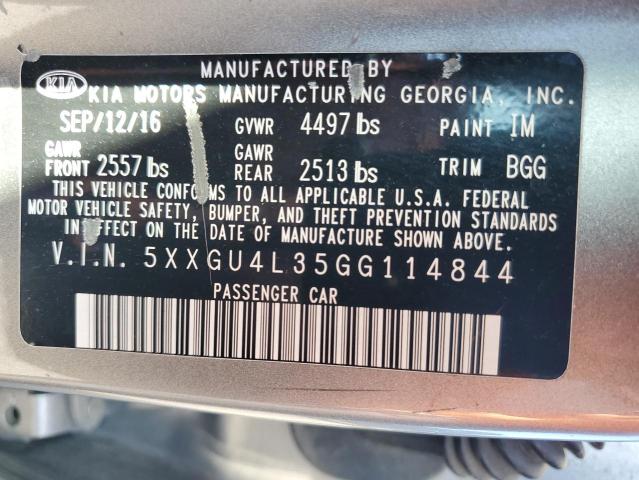 MANUFACTURED BY
KIA KIA MOTORS MANUFACTURING GEORGIA, INC.
SEP/12/16 GVWR 4497 lbs PAINT IM
GAWR FRONT 2557 lbs GAWR REAR 2513 lbs TRIM BGG
THIS VEHICLE CONFORMS TO ALL APPLICABLE U.S.A. FEDERAL
MOTOR VEHICLE SAFETY, BUMPER, AND THEFT PREVENTION STANDARDS
IN EFFECT ON THE DATE OF MANUFACTURE SHOWN ABOVE.
V.I.N. 5XXGU4L35GG114844
PASSENGER CAR